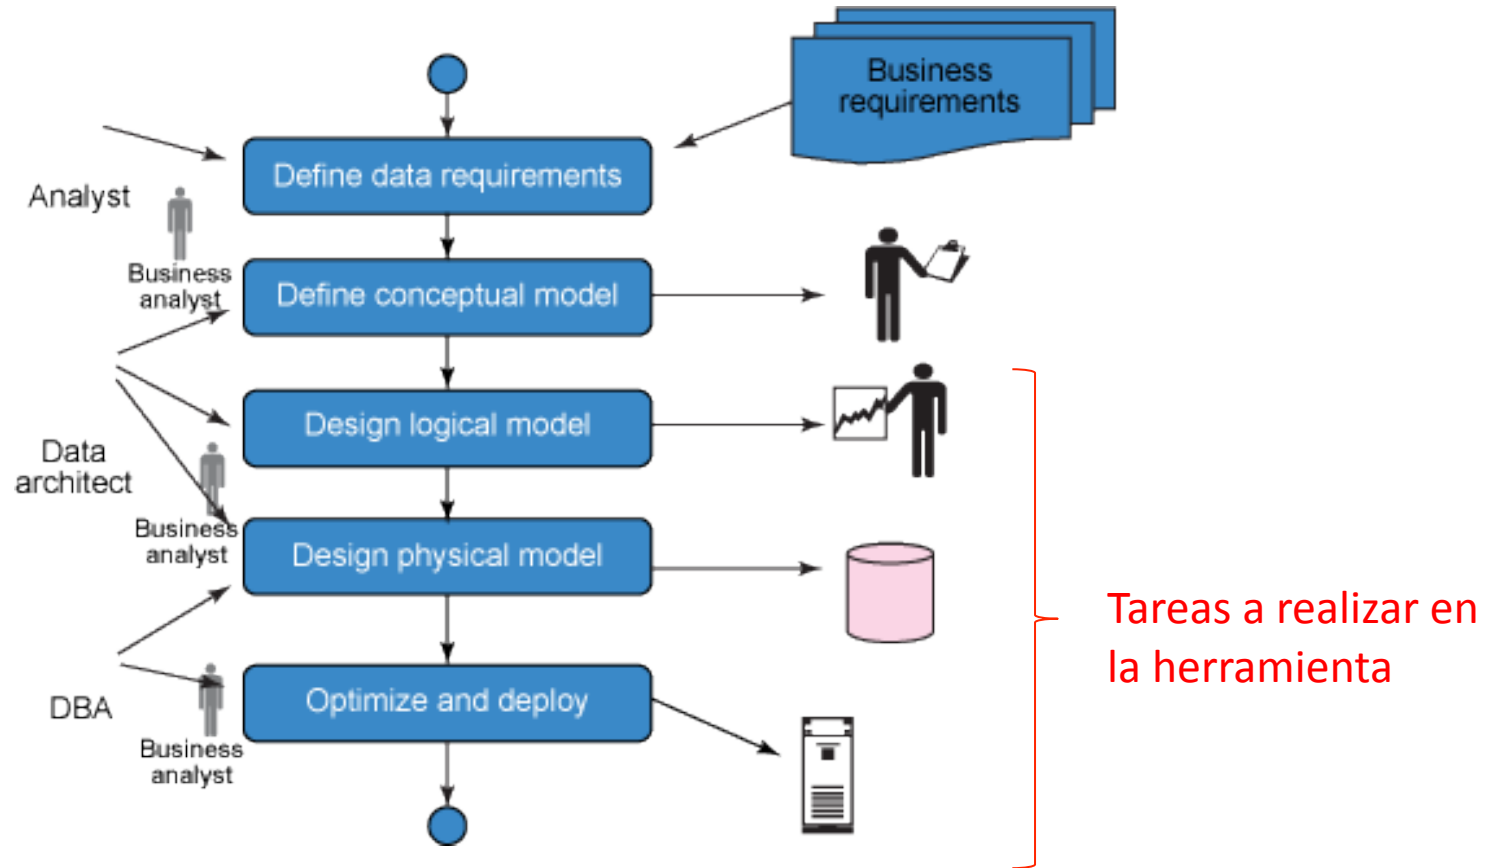 Business
requirements
Define data requirements
Analyst
Business
analyst
Define conceptual model
Design logical model
Data
architect
Business
analyst
Design physical model
Tareas a realizar en
la herramienta
Optimize and deploy
DBA
Business
analyst